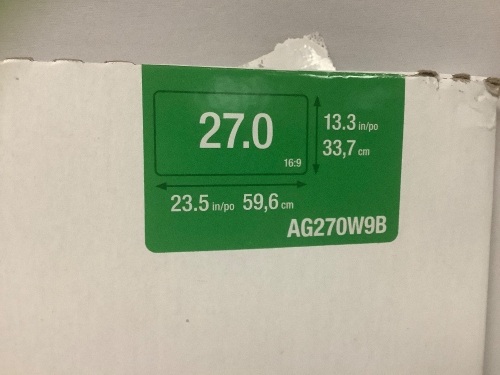 27.0
16:9
13.3 in/po
33,7 cm
23.5 in/po 59,6 cm
AG270W9B